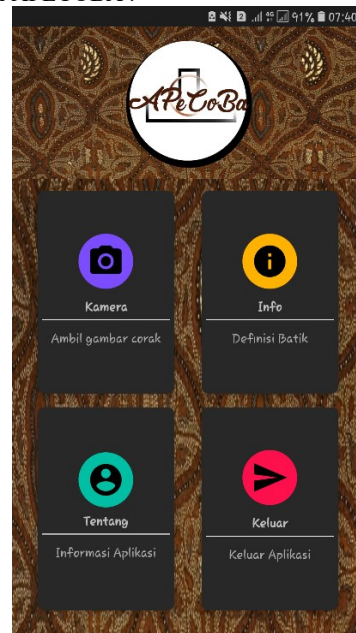 91% 07:40
APeCoBa
Kamera
Ambil gambar corak
Info
Definisi Batik
Tentang
Informasi Aplikasi
Keluar
Keluar Aplikasi